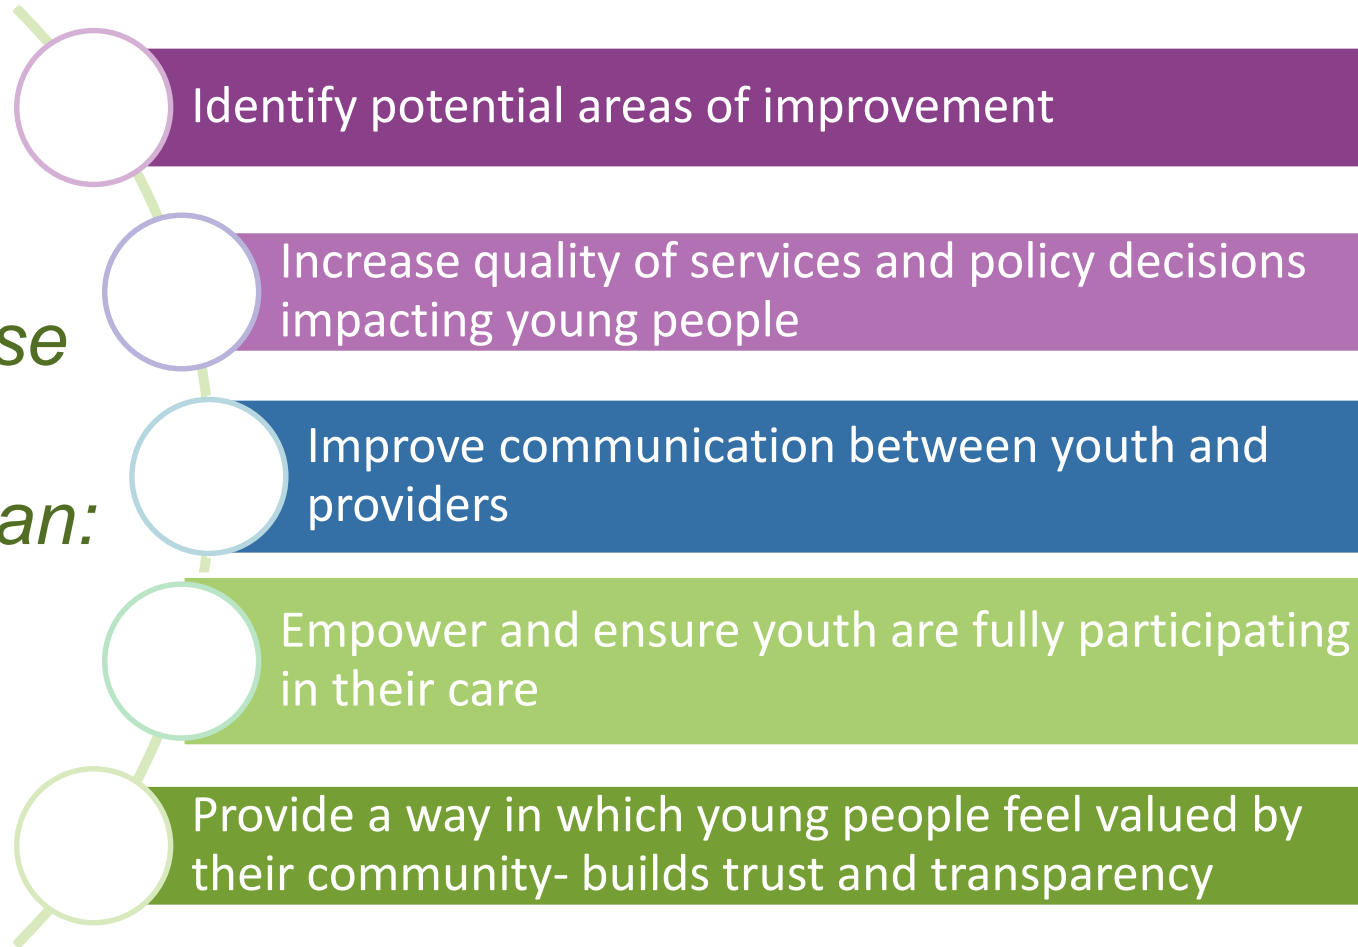 Identify potential areas of improvement
Increase quality of services and policy decisions
impacting young people
se
Improve communication between youth and
providers
an:
Empower and ensure youth are fully participating
in their care
Provide a way in which young people feel valued by
their community- builds trust and transparency